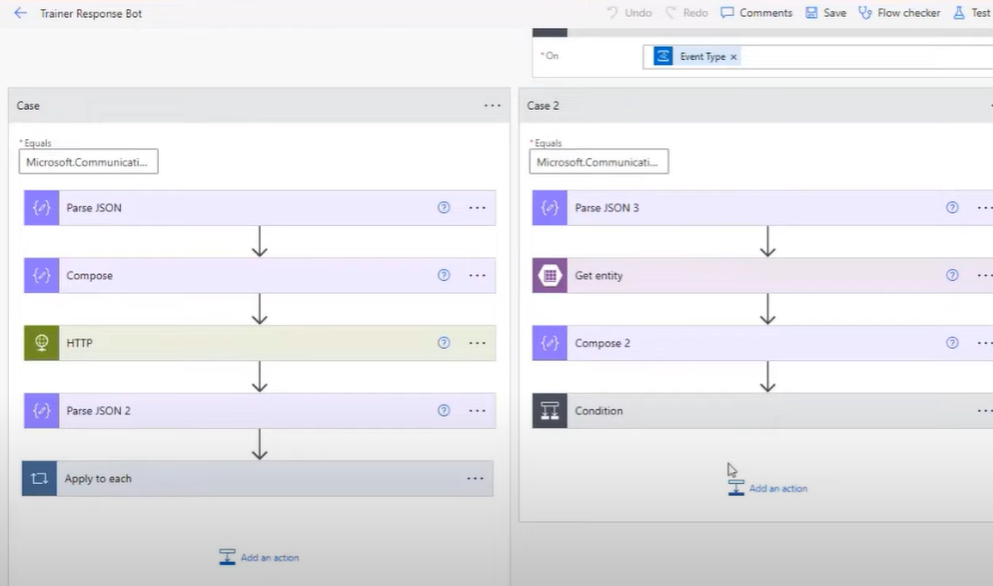 Trainer Response Bot
Undo Redo Comments Save Flow checker Test
* On
Event Type ×
Case
* Equals
Microsoft.Communicati...
Parse JSON
Compose
HTTP
Parse JSON 2
Apply to each
Add an action
Case 2
* Equals
Microsoft.Communicati...
Parse JSON 3
Get entity
Compose 2
Condition
Add an action